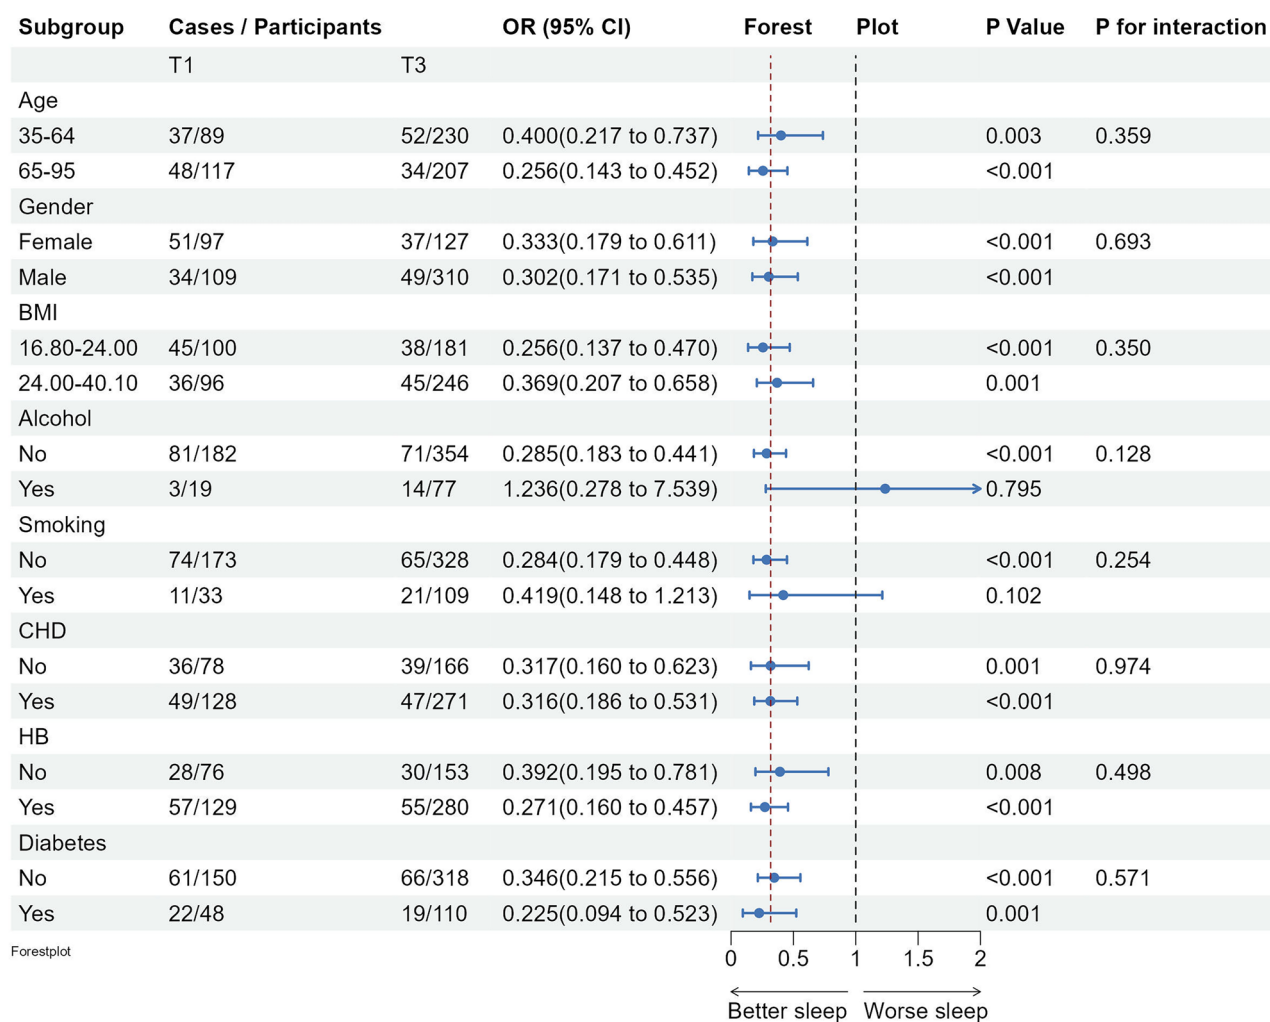 Subgroup Cases / Participants OR (95% CI) Forest Plot P Value P for interaction
T1 T3
Age
35-64 37/89 52/230 0.400(0.217 to 0.737) 0.003 0.359
65-95 48/117 34/207 0.256(0.143 to 0.452) <0.001
Gender
Female 51/97 37/127 0.333(0.179 to 0.611) <0.001 0.693
Male 34/109 49/310 0.302(0.171 to 0.535) <0.001
BMI
16.80-24.00 45/100 38/181 0.256(0.137 to 0.470) <0.001 0.350
24.00-40.10 36/96 45/246 0.369(0.207 to 0.658) 0.001
Alcohol
No 81/182 71/354 0.285(0.183 to 0.441) <0.001 0.128
Yes 3/19 14/77 1.236(0.278 to 7.539) 0.795
Smoking
No 74/173 65/328 0.284(0.179 to 0.448) <0.001 0.254
Yes 11/33 21/109 0.419(0.148 to 1.213) 0.102
CHD
No 36/78 39/166 0.317(0.160 to 0.623) 0.001 0.974
Yes 49/128 47/271 0.316(0.186 to 0.531) <0.001
HB
No 28/76 30/153 0.392(0.195 to 0.781) 0.008 0.498
Yes 57/129 55/280 0.271(0.160 to 0.457) <0.001
Diabetes
No 61/150 66/318 0.346(0.215 to 0.556) <0.001 0.571
Yes 22/48 19/110 0.225(0.094 to 0.523) 0.001
Forestplot
0 0.5 1 1.5 2
Better sleep Worse sleep